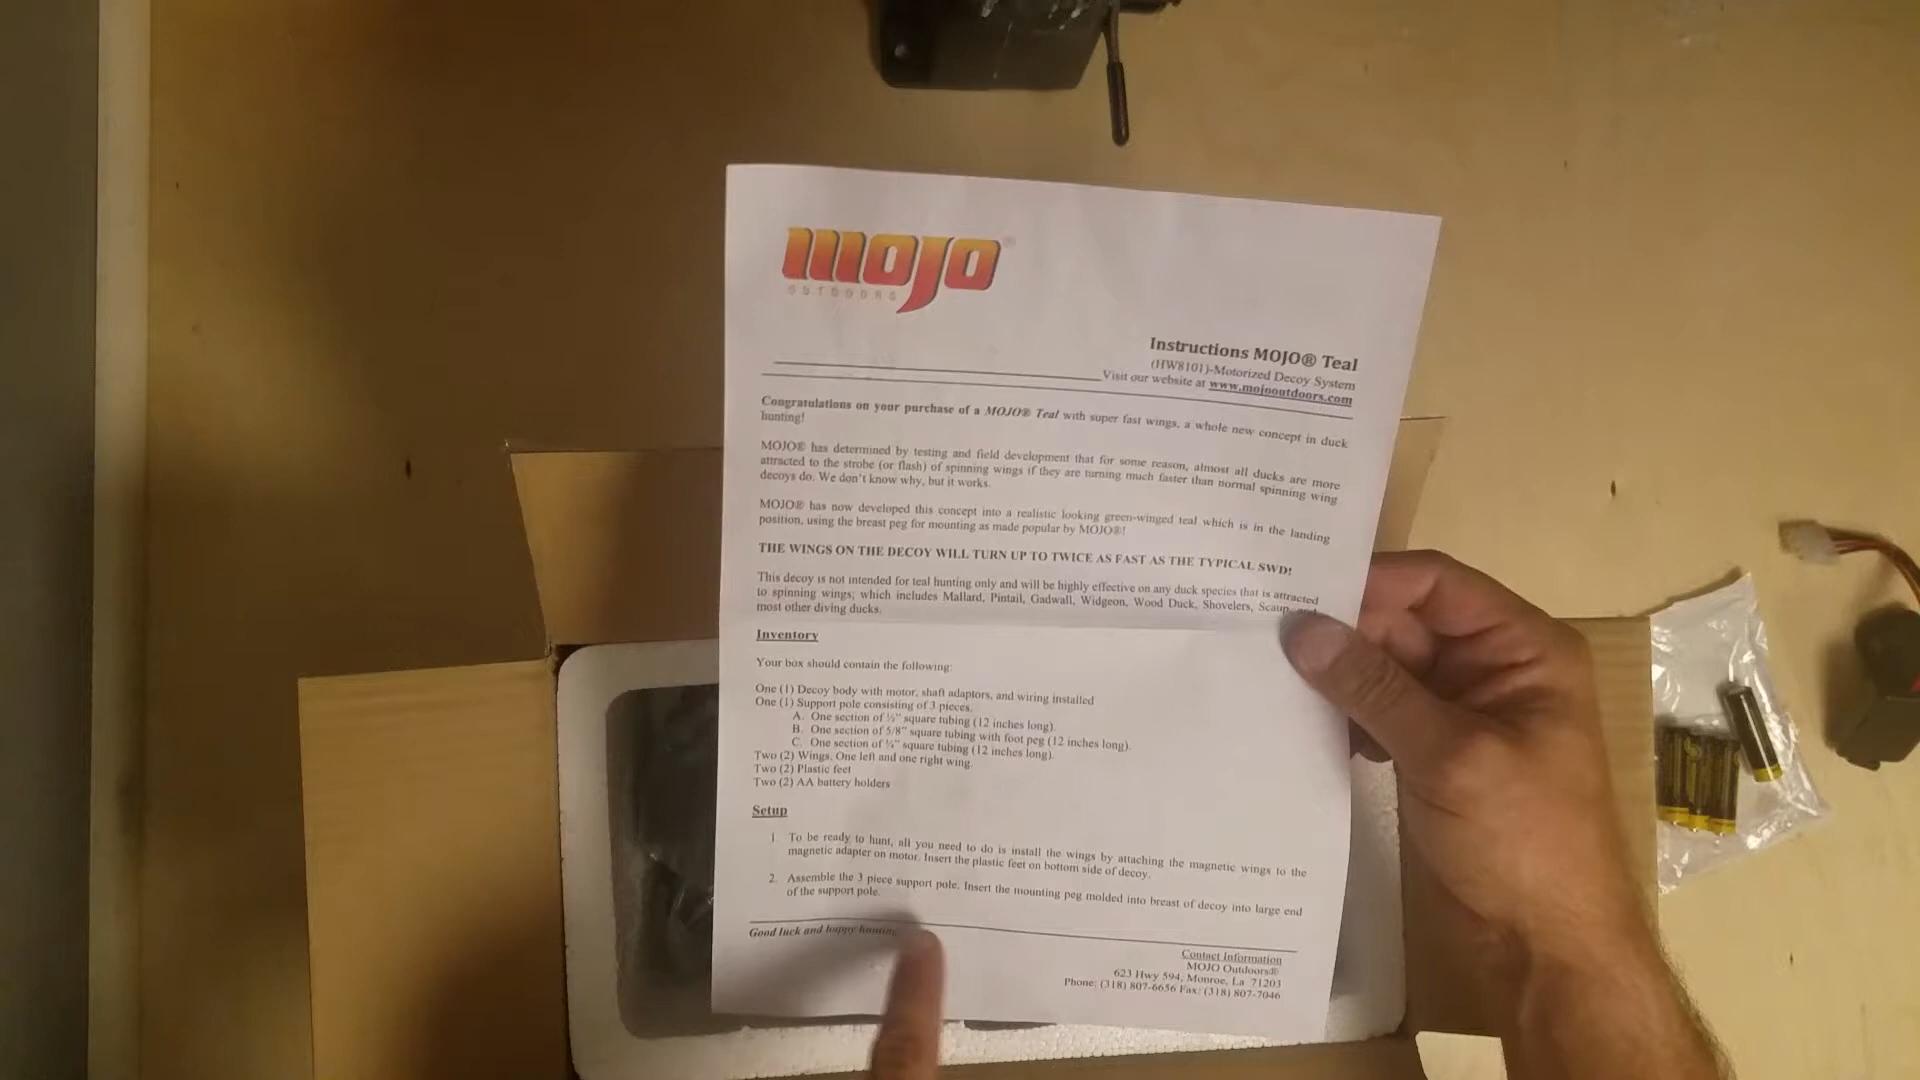 mojo®
OUTDOORS
Instructions MOJO® Teal
(HW8101)-Motorized Decoy System
Visit our website at www.mojooutdoors.com
Congratulations on your purchase of a MOJO® Teal with super fast wings, a whole new concept in duck
hunting!
MOJO® has determined by testing and field development that for some reason, almost all ducks are more
attracted to the strobe (or flash) of spinning wings if they are turning much faster than normal spinning wing
decoys do. We don't know why, but it works.
MOJO® has now developed this concept into a realistic looking green-winged teal which is in the landing
position, using the breast peg for mounting as made popular by MOJO®!
THE WINGS ON THE DECOY WILL TURN UP TO TWICE AS FAST AS THE TYPICAL SWD!
This decoy is not intended for teal hunting only and will be highly effective on any duck species that is attracted
to spinning wings; which includes Mallard, Pintail, Gadwall, Widgeon, Wood Duck, Shovelers, Scaup, and
most other diving ducks.
Inventory
Your box should contain the following:
One (1) Decoy body with motor, shaft adaptors, and wiring installed
One (1) Support pole consisting of 3 pieces.
A. One section of ½" square tubing (12 inches long).
B. One section of 5/8" square tubing with foot peg (12 inches long).
C. One section of ¾" square tubing (12 inches long).
Two (2) Wings. One left and one right wing.
Two (2) Plastic feet
Two (2) AA battery holders
Setup
1. To be ready to hunt, all you need to do is install the wings by attaching the magnetic wings to the
magnetic adapter on motor. Insert the plastic feet on bottom side of decoy.
2. Assemble the 3 piece support pole. Insert the mounting peg molded into breast of decoy into large end
of the support pole.
Good luck and happy hunting
Contact Information
MOJO Outdoors®
623 Hwy 594, Monroe, La 71203
Phone: (318) 807-6656 Fax: (318) 807-7046